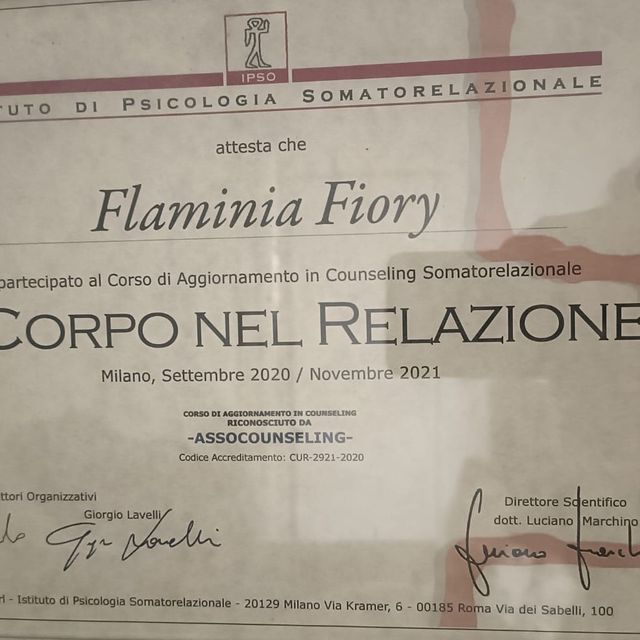 IPSO
TUTO DI PSICOLOGIA SOMATORELAZIONALE
attesta che
Flaminia Fiory
partecipato al Corso di Aggiornamento in Counseling Somatorelazionale
CORPO NEL RELAZIONE
Milano, Settembre 2020 / Novembre 2021
CORSO DI AGGIORNAMENTO IN COUNSELING
RICONOSCIUTO DA
-ASSOCOUNSELING-
Codice Accreditamento: CUR-2921-2020
ttori Organizzativi
Giorgio Lavelli
Direttore Scientifico
dott. Luciano Marchino
rl - Istituto di Psicologia Somatorelazionale - 20129 Milano Via Kramer, 6 - 00185 Roma Via dei Sabelli, 100